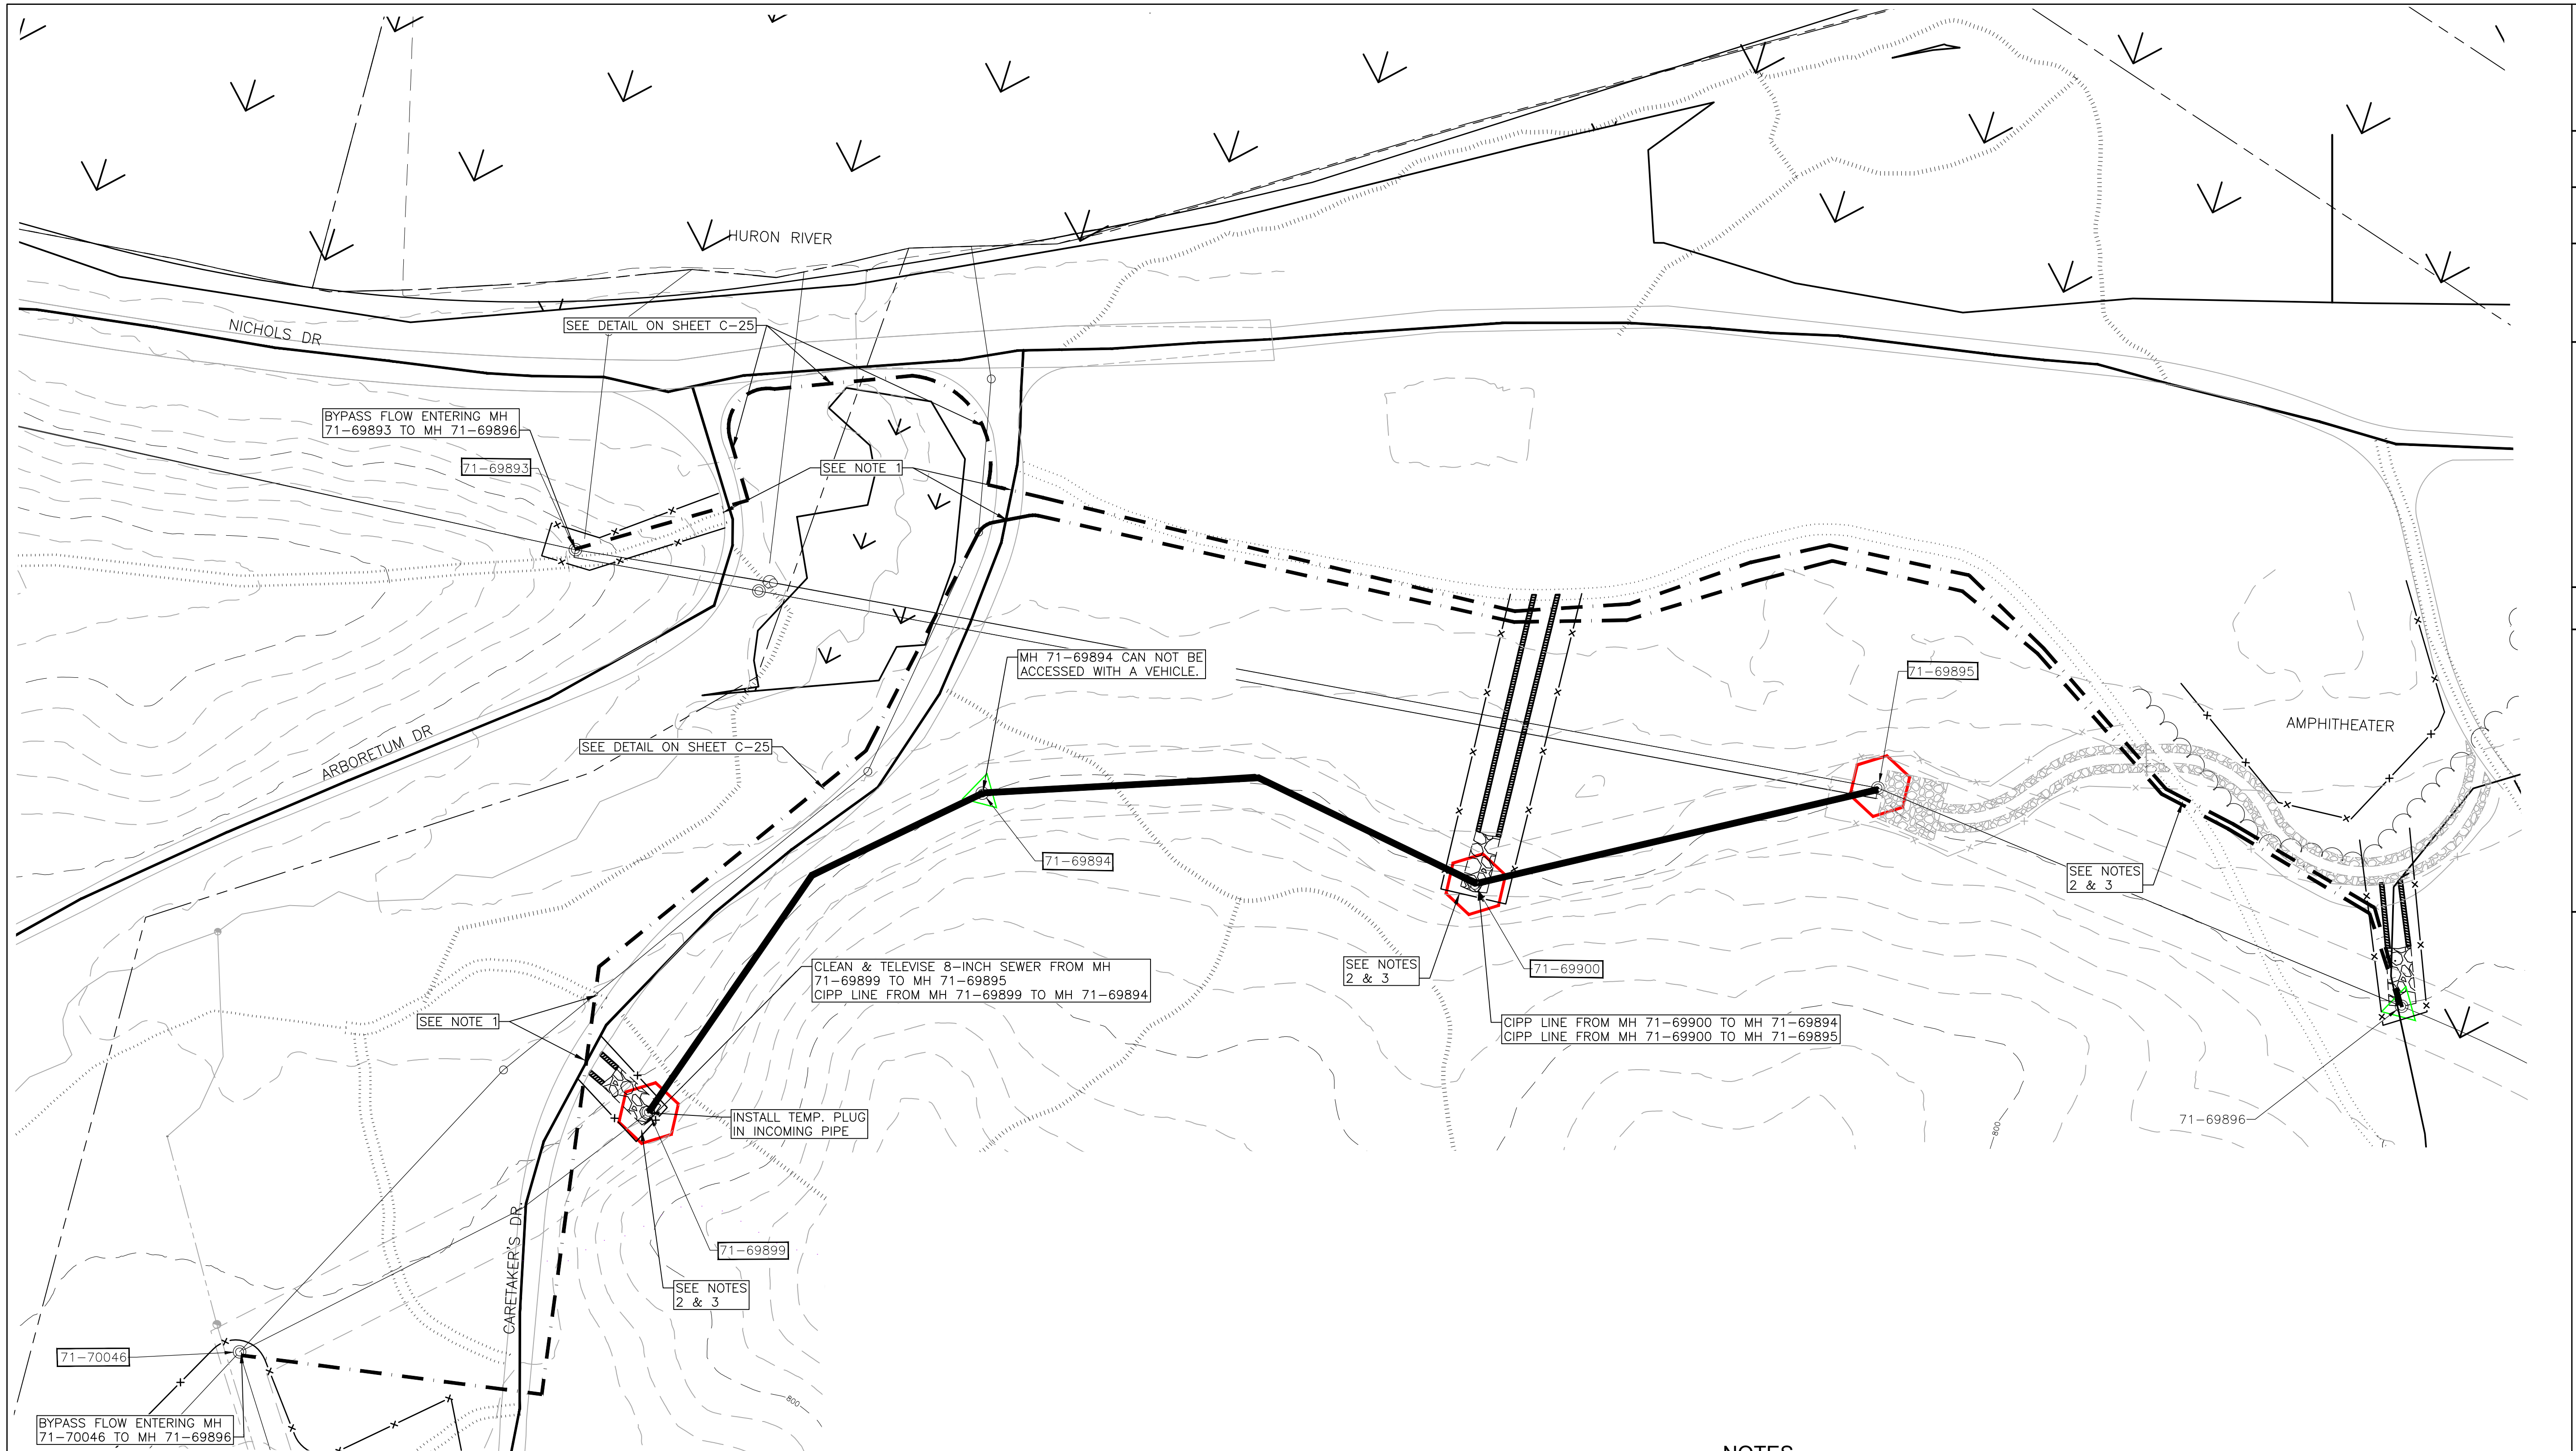 HURON RIVER
NICHOLS DR
SEE DETAIL ON SHEET C-25
BYPASS FLOW ENTERING MH
71-69893 TO MH 71-69896
71-69893
SEE NOTE 1
MH 71-69894 CAN NOT BE
ACCESSED WITH A VEHICLE.
71-69895
AMPHITHEATER
ARBORETUM DR
SEE DETAIL ON SHEET C-25
71-69894
SEE NOTES
2 & 3
CLEAN & TELEVISE 8-INCH SEWER FROM MH
71-69899 TO MH 71-69895
CIPP LINE FROM MH 71-69899 TO MH 71-69894
SEE NOTES
2 & 3
71-69900
SEE NOTE 1
CIPP LINE FROM MH 71-69900 TO MH 71-69894
CIPP LINE FROM MH 71-69900 TO MH 71-69895
INSTALL TEMP. PLUG
IN INCOMING PIPE
71-69896
800
71-69899
CARETAKER'S DR.
SEE NOTES
2 & 3
71-70046
800
BYPASS FLOW ENTERING MH
71-70046 TO MH 71-69896
NOTES